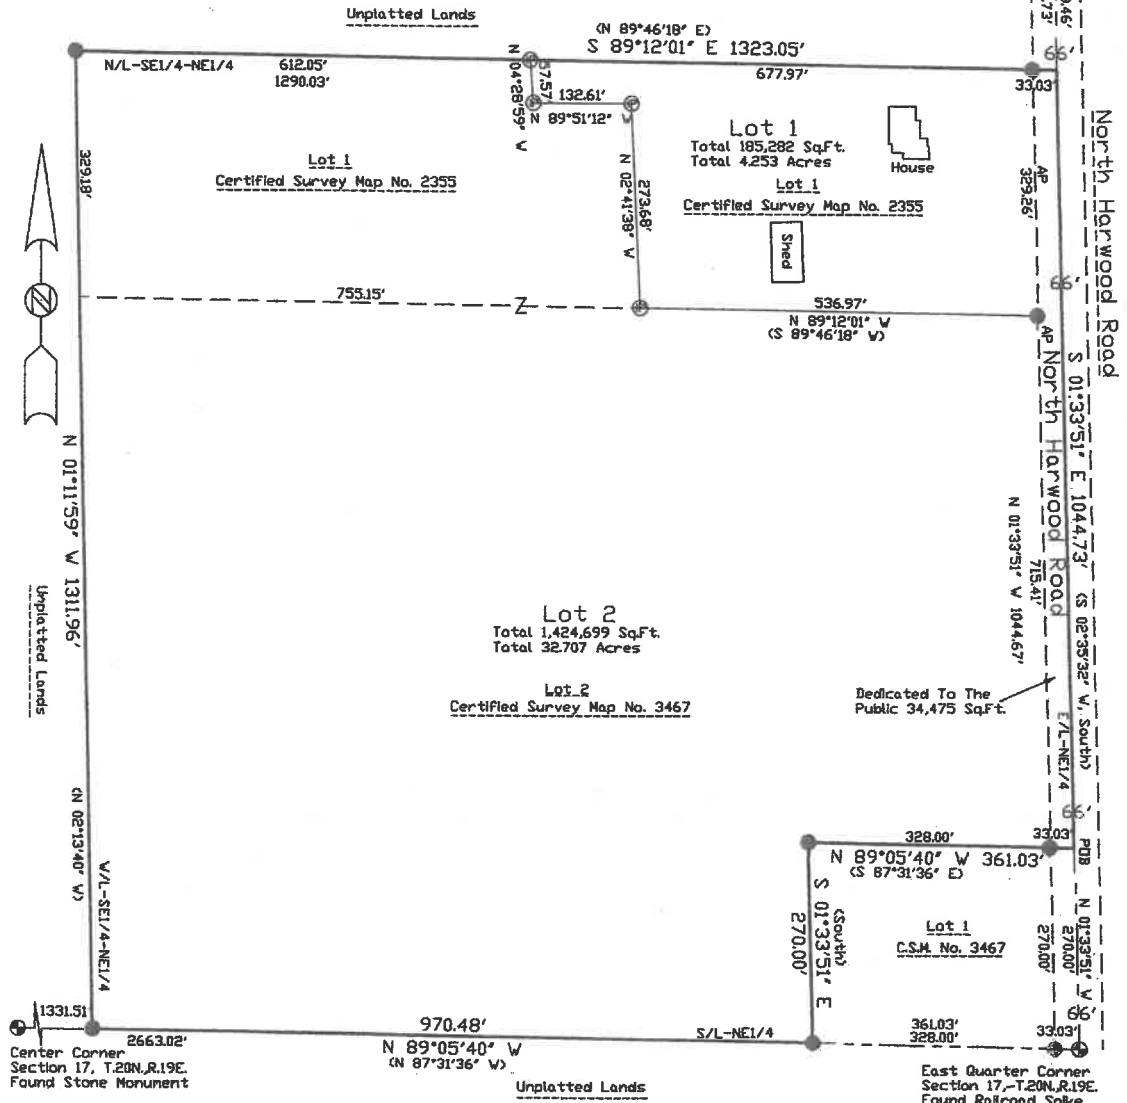 Unplatted Lands
(N 89°46'18" E)
S 89°12'01" E 1323.05'
N/L-SE1/4-NE1/4
612.05'
1290.03'
677.97'
33.03'
66'
N 04°28'59" W
57.57'
132.61'
N 89°51'12" W
Lot 1
Total 185,282 Sq.Ft.
Total 4.253 Acres
House
Lot 1
Certified Survey Map No. 2355
Lot 1
Certified Survey Map No. 2355
329.18'
N 02°41'38" W
273.68'
Shed
AP
329.26'
North Harwood Road
N
755.15'
Z
536.97'
N 89°12'01" W
(S 89°46'18" W)
66'
AP
North Harwood Road
S 01°33'51" E 1044.73' (S 02°35'32" W, South)
N 01°11'59" W 1311.96'
(N 02°13'40" W)
Unplatted Lands
N 01°33'51" W 1044.67'
715.41'
Lot 2
Total 1,424,699 Sq.Ft.
Total 32.707 Acres
Lot 2
Certified Survey Map No. 3467
Dedicated To The
Public 34,475 Sq.Ft.
E/L-NE1/4
66'
328.00'
33.03'
N 89°05'40" W 361.03'
(S 87°31'36" E)
POB
W/L-SE1/4-NE1/4
270.00'
S 01°33'51" E
(South)
Lot 1
C.S.M. No. 3467
270.00'
270.00'
N 01°33'51" W
66'
1331.51
2663.02'
970.48'
N 89°05'40" W
(N 87°31'36" W)
S/L-NE1/4
361.03'
328.00'
33.03'
Center Corner
Section 17, T.20N.,R.19E.
Found Stone Monument
Unplatted Lands
East Quarter Corner
Section 17,-T.20N.,R.19E.
Found Railroad Spike